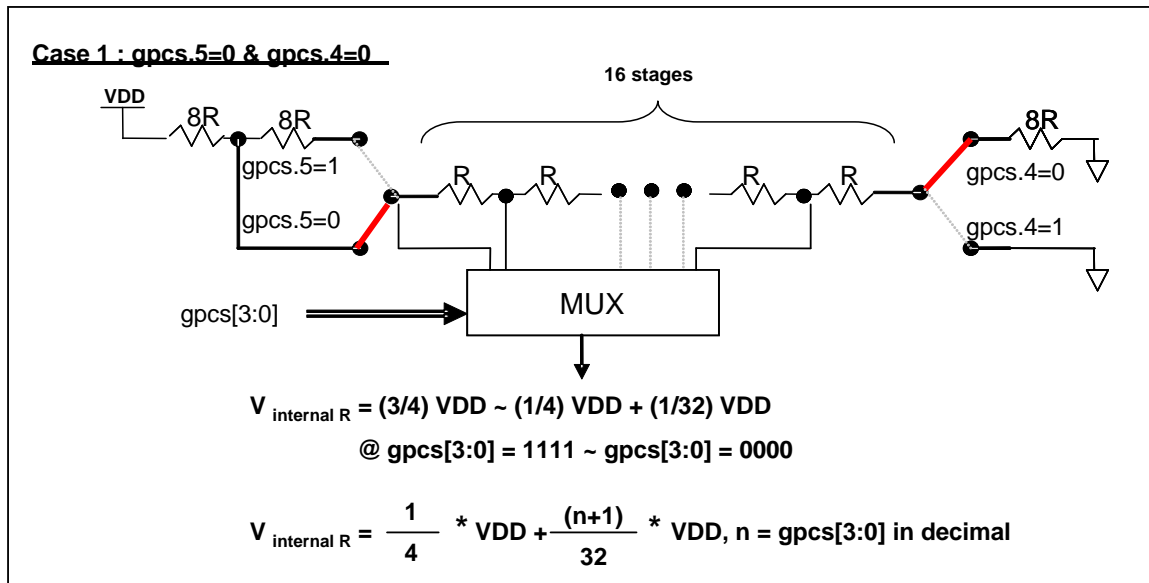 Case 1 : gpcs.5=0 & gpcs.4=0
16 stages
VDD
8R 8R 8R
gpcs.5=1
R R R R
gpcs.4=0
gpcs.5=0
gpcs.4=1
MUX
gpcs[3:0]
V internal R = (3/4) VDD ~ (1/4) VDD + (1/32) VDD
@ gpcs[3:0] = 1111 ~ gpcs[3:0] = 0000
V internal R = 1/4 * VDD + (n+1)/32 * VDD, n = gpcs[3:0] in decimal